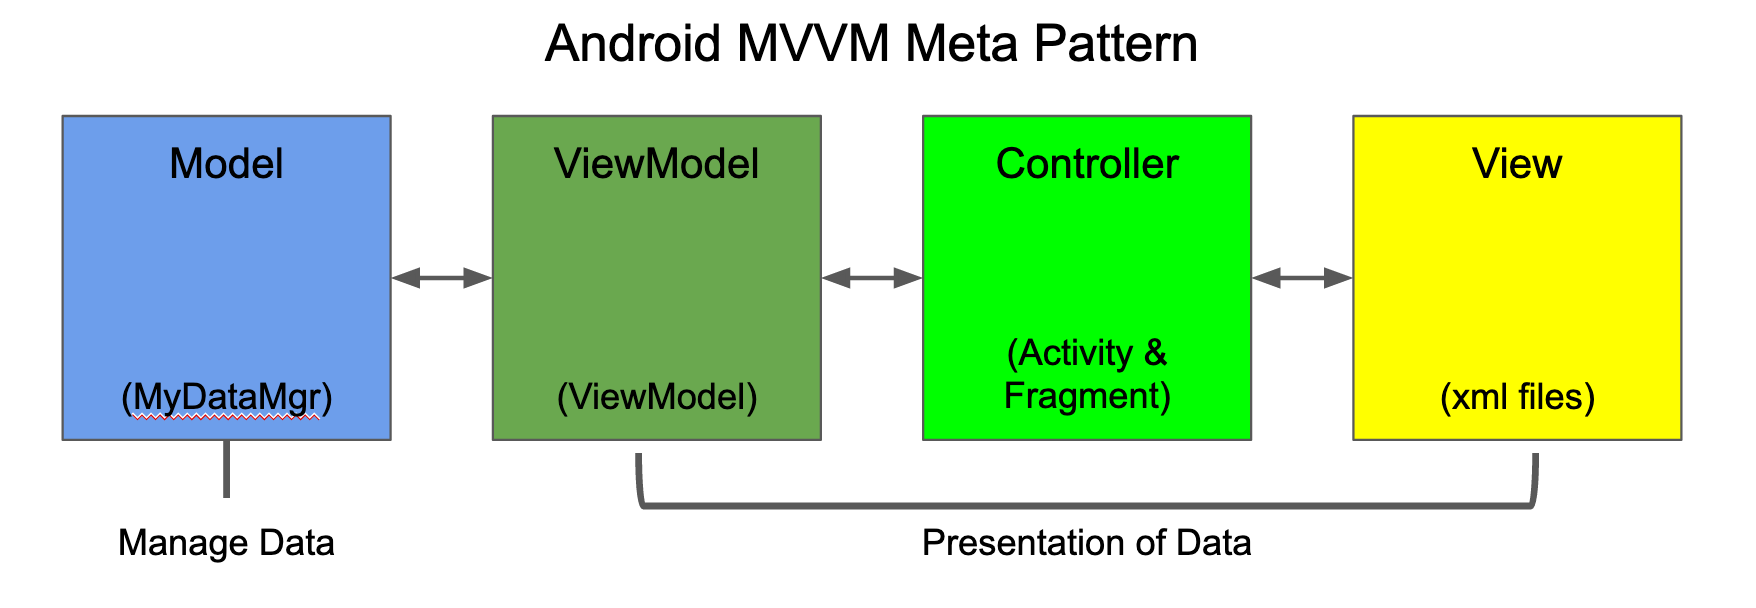 Android MVVM Meta Pattern
Model
(MyDataMgr)
ViewModel
(ViewModel)
Controller
(Activity &
Fragment)
View
(xml files)
Manage Data
Presentation of Data